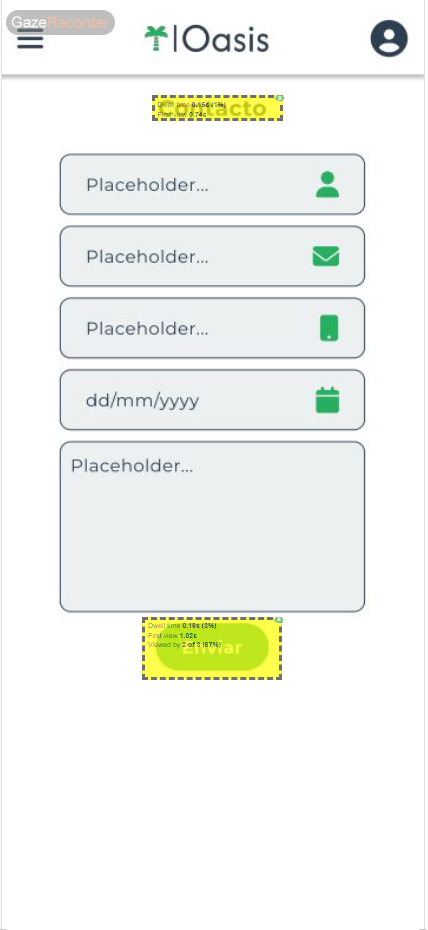 GazeRecorder
|Oasis
Contacto
Dwell time 0.15s (1%)
First view 0.74s
Placeholder...
Placeholder...
Placeholder...
dd/mm/yyyy
Placeholder...
Dwell time 0.19s (3%)
First view 1.02s
Viewed by 2 of 3 (67%)
Enviar